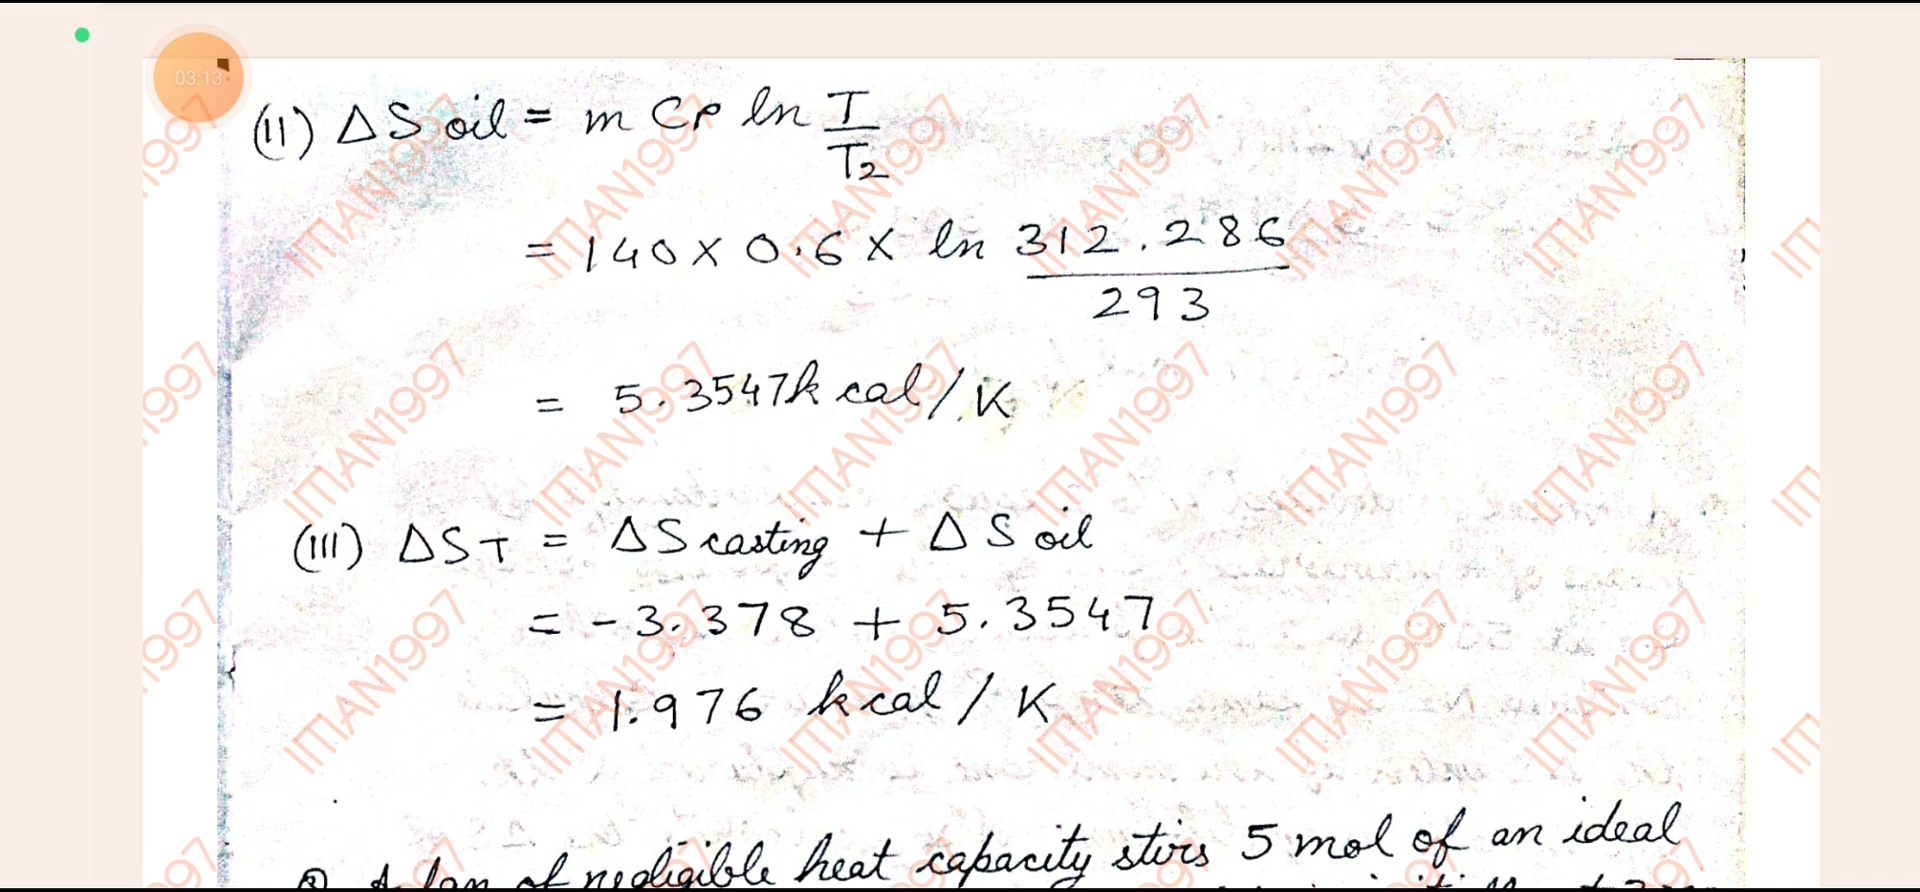 03:13
(II) ΔS oil = m CP ln T/T2
= 140 x 0.6 x ln 312.286/293
= 5.3547k cal/K
(III) ΔST = ΔS casting + ΔS oil
= - 3.378 + 5.3547
= 1.976 kcal/K
of negligible heat capacity stirs 5 mol of an ideal
IMAN1997